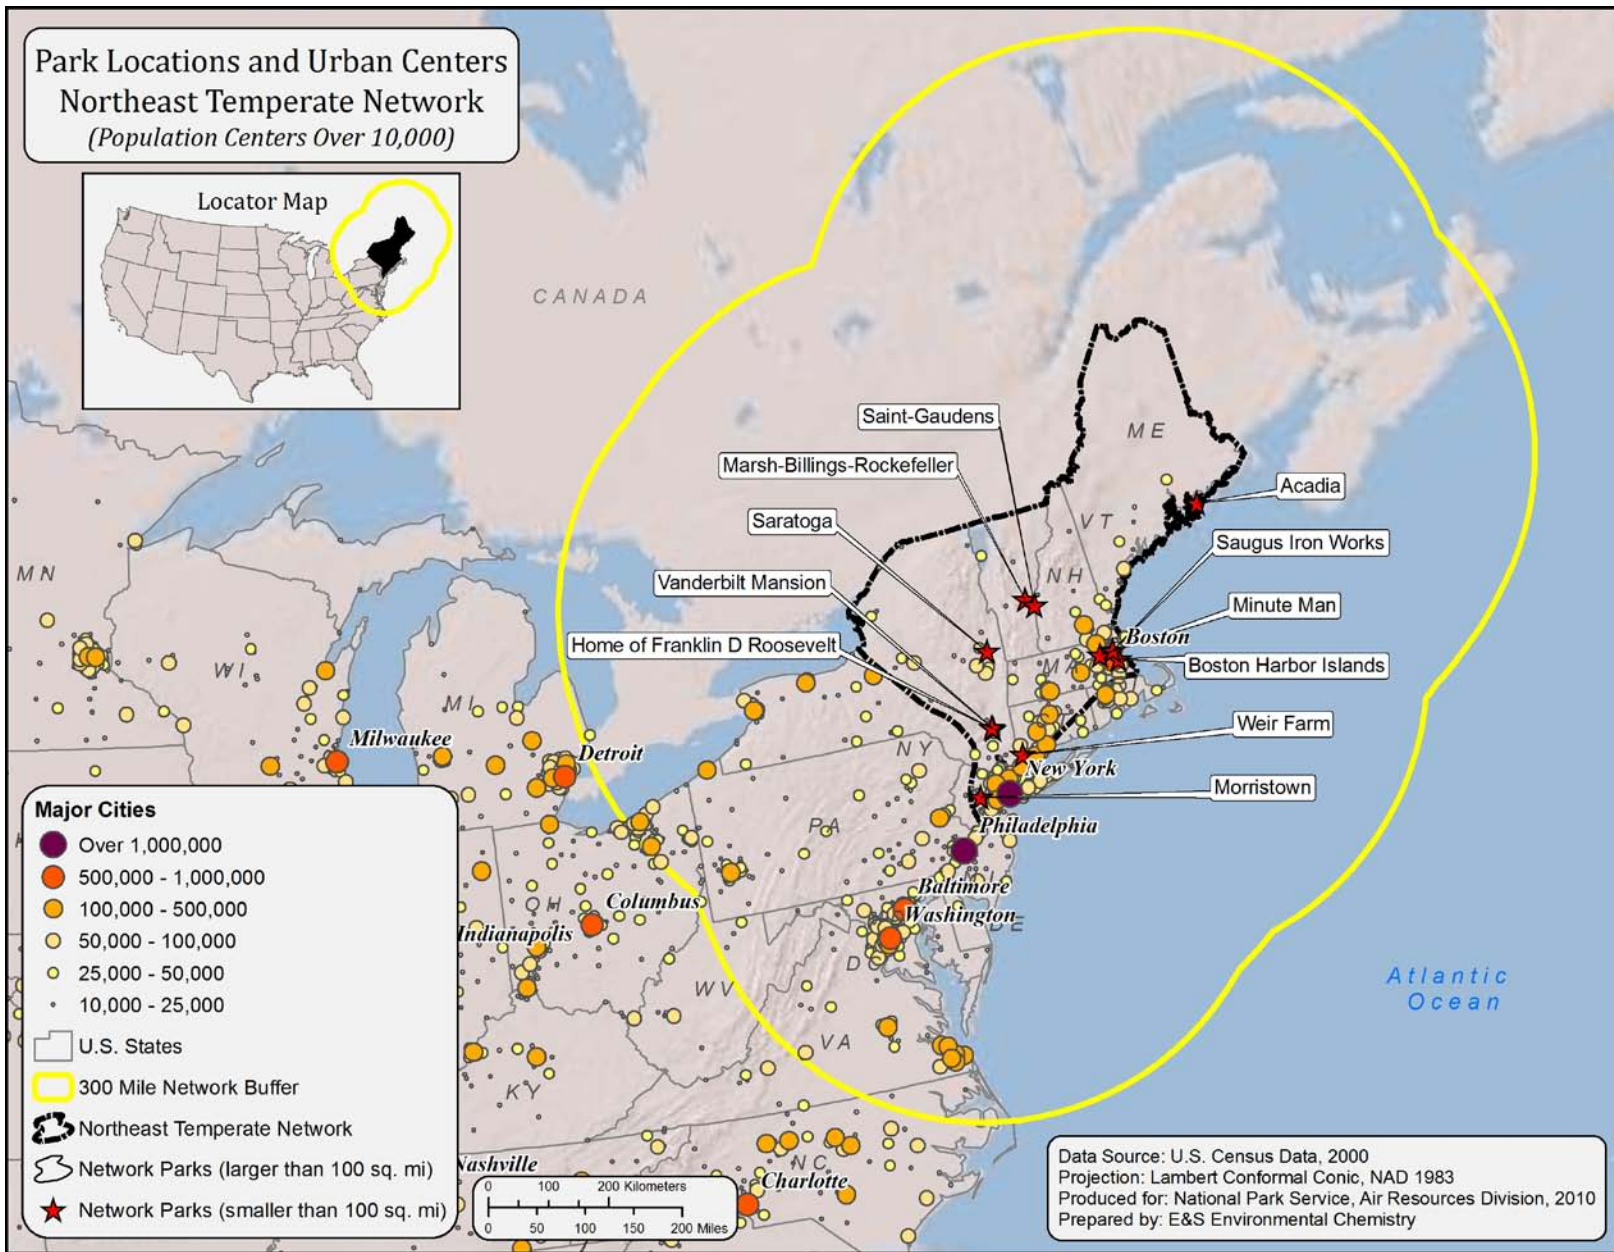 Park Locations and Urban Centers
Northeast Temperate Network
(Population Centers Over 10,000)
Locator Map
CANADA
ME
Saint-Gaudens
Marsh-Billings-Rockefeller
Acadia
Saratoga
VT
Saugus Iron Works
MN
NH
Vanderbilt Mansion
Minute Man
Boston
Home of Franklin D Roosevelt
MA
Boston Harbor Islands
WI
MI
Weir Farm
Milwaukee
Detroit
NY
New York
Morristown
PA
Philadelphia
Baltimore
Columbus
OH
Washington
DE
Indianapolis
D
WV
Atlantic
Ocean
VA
KY
Nashville
NC
Charlotte
Major Cities
Over 1,000,000
500,000 - 1,000,000
100,000 - 500,000
50,000 - 100,000
25,000 - 50,000
10,000 - 25,000
U.S. States
300 Mile Network Buffer
Northeast Temperate Network
Network Parks (larger than 100 sq. mi)
Network Parks (smaller than 100 sq. mi)
0 100 200 Kilometers
0 50 100 150 200 Miles
Data Source: U.S. Census Data, 2000
Projection: Lambert Conformal Conic, NAD 1983
Produced for: National Park Service, Air Resources Division, 2010
Prepared by: E&S Environmental Chemistry